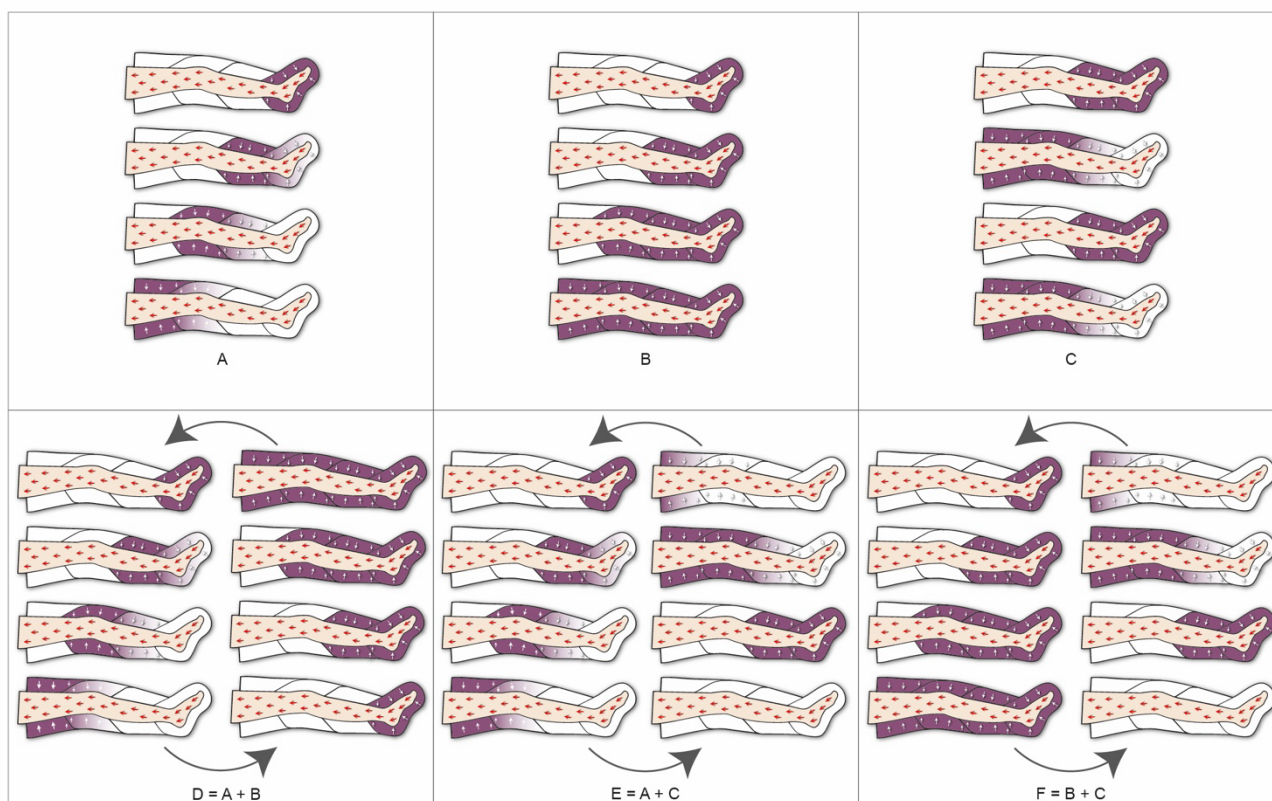 A
B
C
D = A + B
E = A + C
F = B + C